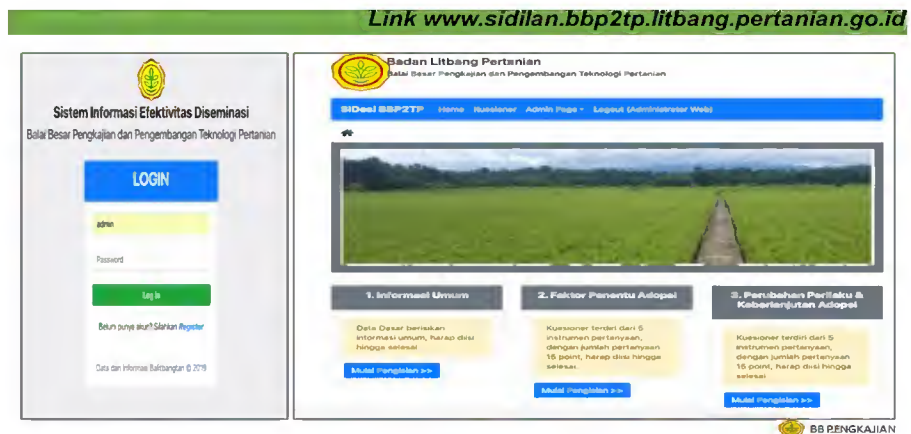 Link www.sidilan.bbp2tp.litbang.pertanian.go.id
Sistem Informasi Efektivitas Diseminasi
Balai Besar Pengkajian dan Pengembangan Teknologi Pertanian
LOGIN
admin
Password
Log in
Belum punya akun? Silahkan Register
Data dan Informasi Balitbangtan © 2019
Badan Litbang Pertanian
Balai Besar Pengkajian dan Pengembangan Teknologi Pertanian
SIDesi BBP2TP Home Kuesioner Admin Page Logout (Administrator Web)
1. Informasi Umum
Data Dasar berisikan
informasi umum, harap diisi
hingga selesai
Mulai Pengisian >>
2. Faktor Penentu Adopsi
Kuesioner terdiri dari 5
instrumen pertanyaan,
dengan jumlah pertanyaan
16 point, harap diisi hingga
selesai.
Mulai Pengisian >>
3. Perubahan Perilaku &
Keberlanjutan Adopsi
Kuesioner terdiri dari 5
instrumen pertanyaan,
dengan jumlah pertanyaan
15 point, harap diisi hingga
selesai
Mulai Pengisian >>
BB PENGKAJIAN